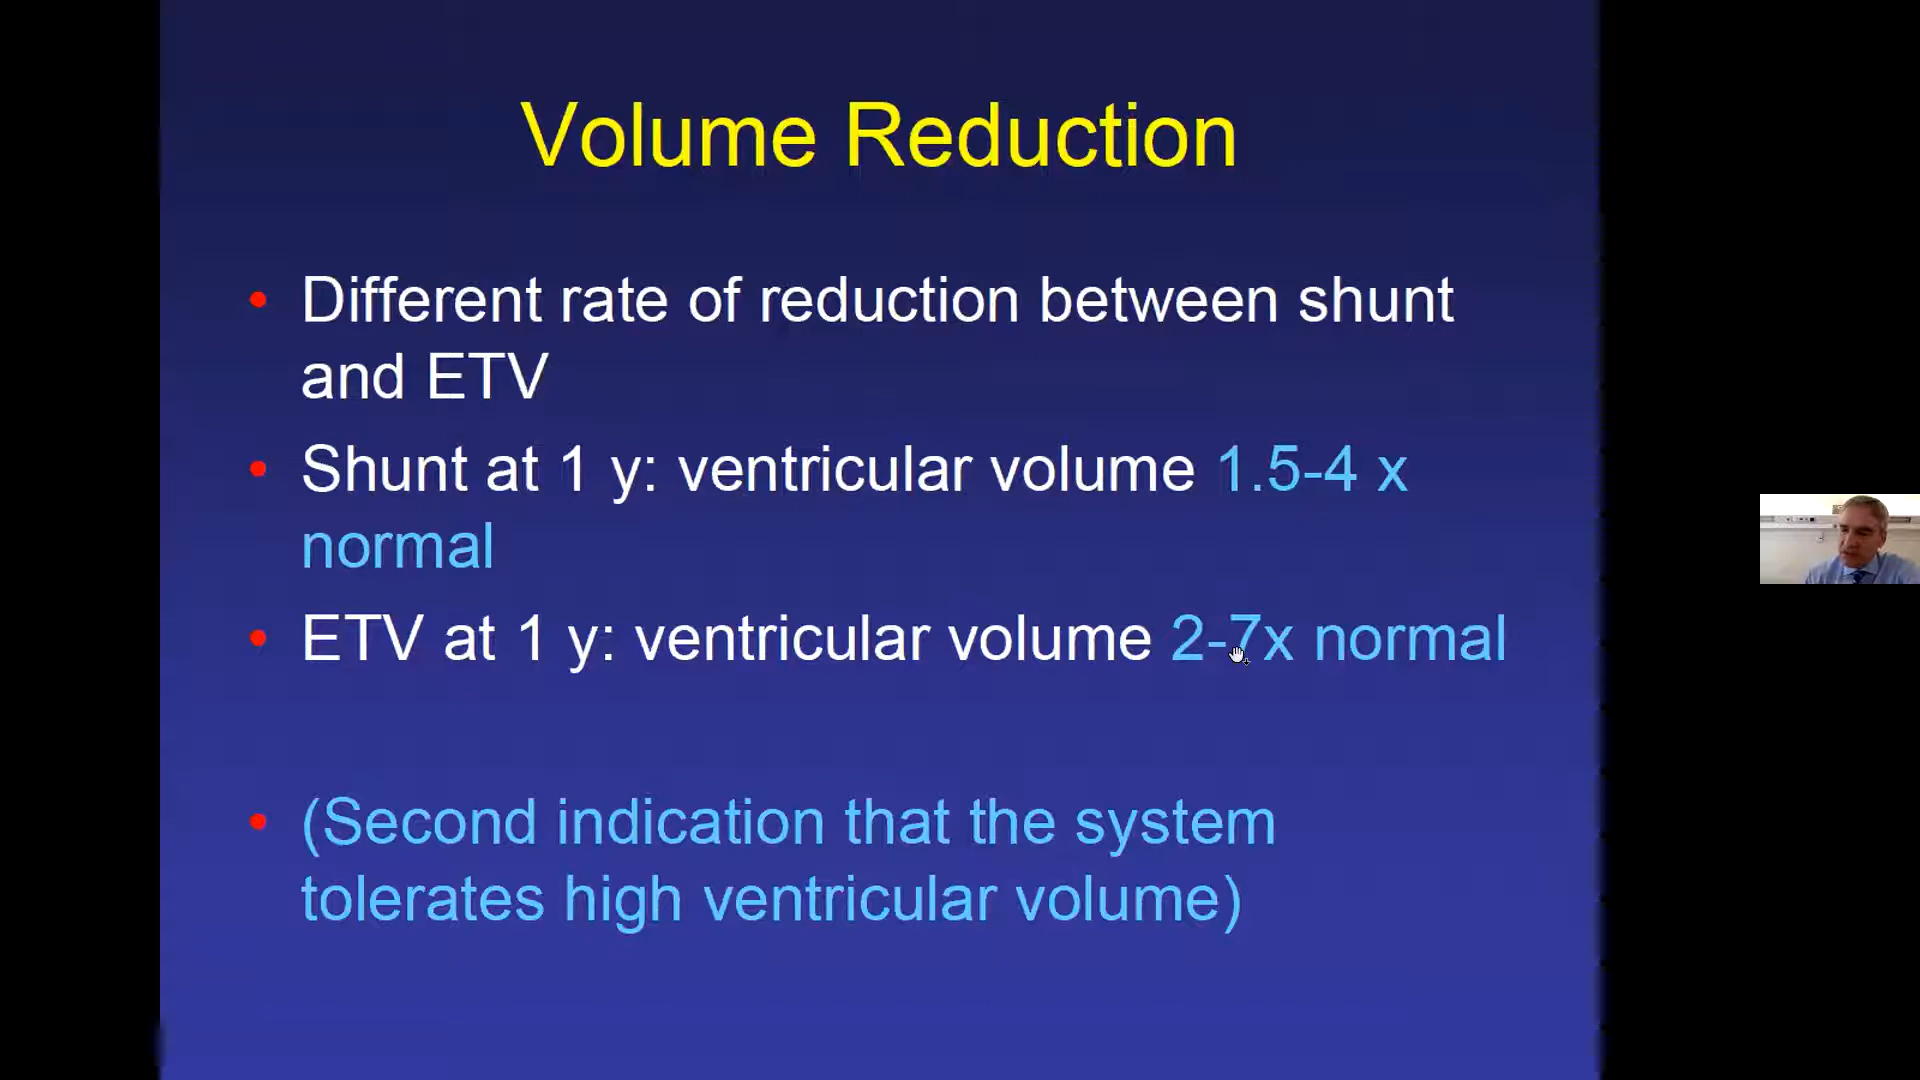 Volume Reduction
• Different rate of reduction between shunt
and ETV
• Shunt at 1 y: ventricular volume 1.5-4 x
normal
• ETV at 1 y: ventricular volume 2-7x normal
• (Second indication that the system
tolerates high ventricular volume)